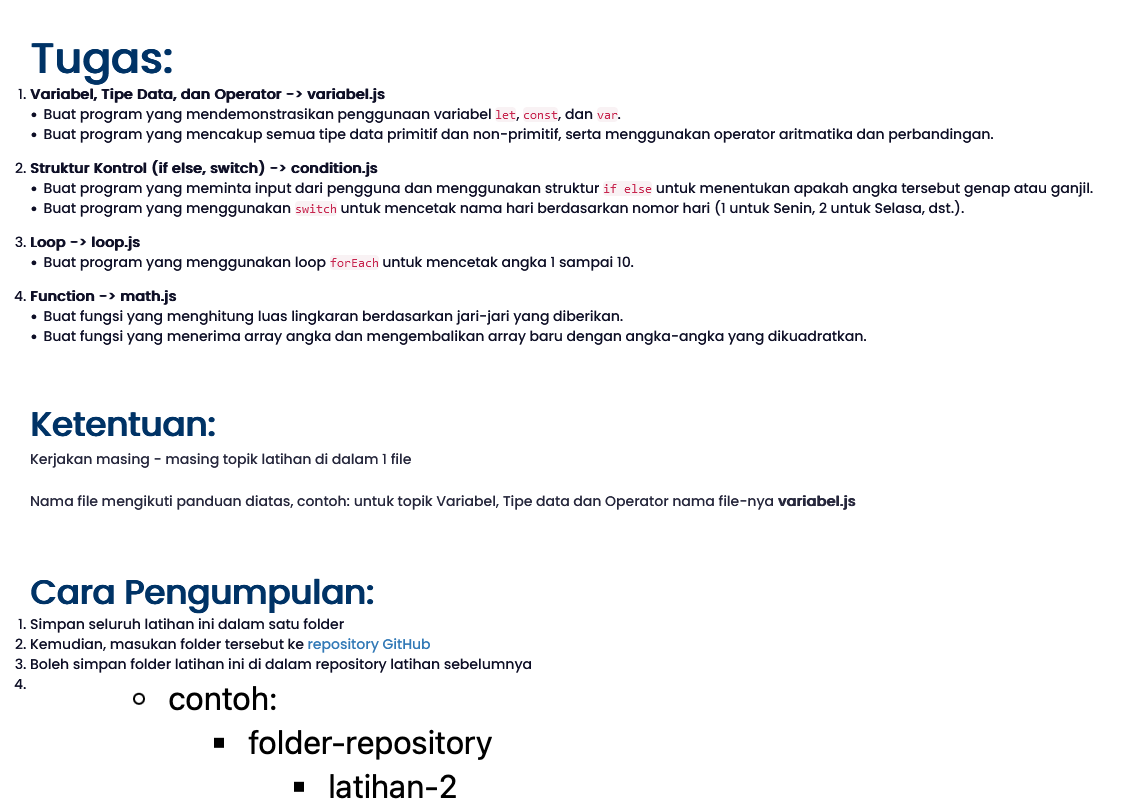 Tugas:
1. Variabel, Tipe Data, dan Operator -> variabel.js
• Buat program yang mendemonstrasikan penggunaan variabel let, const, dan var.
• Buat program yang mencakup semua tipe data primitif dan non-primitif, serta menggunakan operator aritmatika dan perbandingan.
2. Struktur Kontrol (if else, switch) -> condition.js
• Buat program yang meminta input dari pengguna dan menggunakan struktur if else untuk menentukan apakah angka tersebut genap atau ganjil.
• Buat program yang menggunakan switch untuk mencetak nama hari berdasarkan nomor hari (1 untuk Senin, 2 untuk Selasa, dst.).
3. Loop -> loop.js
• Buat program yang menggunakan loop forEach untuk mencetak angka 1 sampai 10.
4. Function -> math.js
• Buat fungsi yang menghitung luas lingkaran berdasarkan jari-jari yang diberikan.
• Buat fungsi yang menerima array angka dan mengembalikan array baru dengan angka-angka yang dikuadratkan.
Ketentuan:
Kerjakan masing - masing topik latihan di dalam 1 file
Nama file mengikuti panduan diatas, contoh: untuk topik Variabel, Tipe data dan Operator nama file-nya variabel.js
Cara Pengumpulan:
1. Simpan seluruh latihan ini dalam satu folder
2. Kemudian, masukan folder tersebut ke repository GitHub
3. Boleh simpan folder latihan ini di dalam repository latihan sebelumnya
4.
○ contoh:
▪ folder-repository
▪ latihan-2